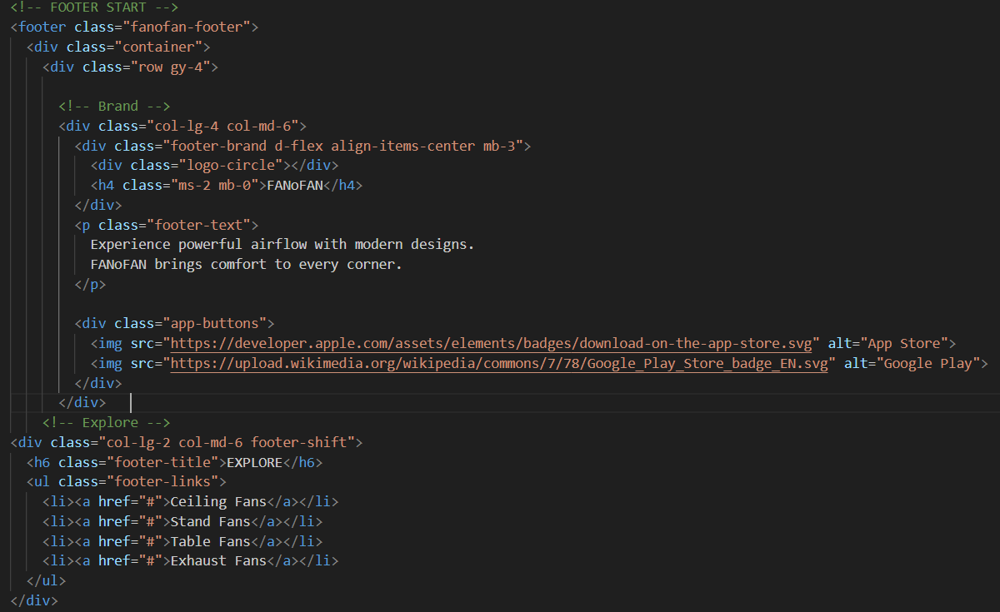 <!-- FOOTER START -->
<footer class="fanofan-footer">
<div class="container">
<div class="row gy-4">
<!-- Brand -->
<div class="col-lg-4 col-md-6">
<div class="footer-brand d-flex align-items-center mb-3">
<div class="logo-circle"></div>
<h4 class="ms-2 mb-0">FANoFAN</h4>
</div>
<p class="footer-text">
Experience powerful airflow with modern designs.
FANoFAN brings comfort to every corner.
</p>
<div class="app-buttons">
<img src="https://developer.apple.com/assets/elements/badges/download-on-the-app-store.svg" alt="App Store">
<img src="https://upload.wikimedia.org/wikipedia/commons/7/78/Google_Play_Store_badge_EN.svg" alt="Google Play">
</div>
</div>
<!-- Explore -->
<div class="col-lg-2 col-md-6 footer-shift">
<h6 class="footer-title">EXPLORE</h6>
<ul class="footer-links">
<li><a href="#">Ceiling Fans</a></li>
<li><a href="#">Stand Fans</a></li>
<li><a href="#">Table Fans</a></li>
<li><a href="#">Exhaust Fans</a></li>
</ul>
</div>